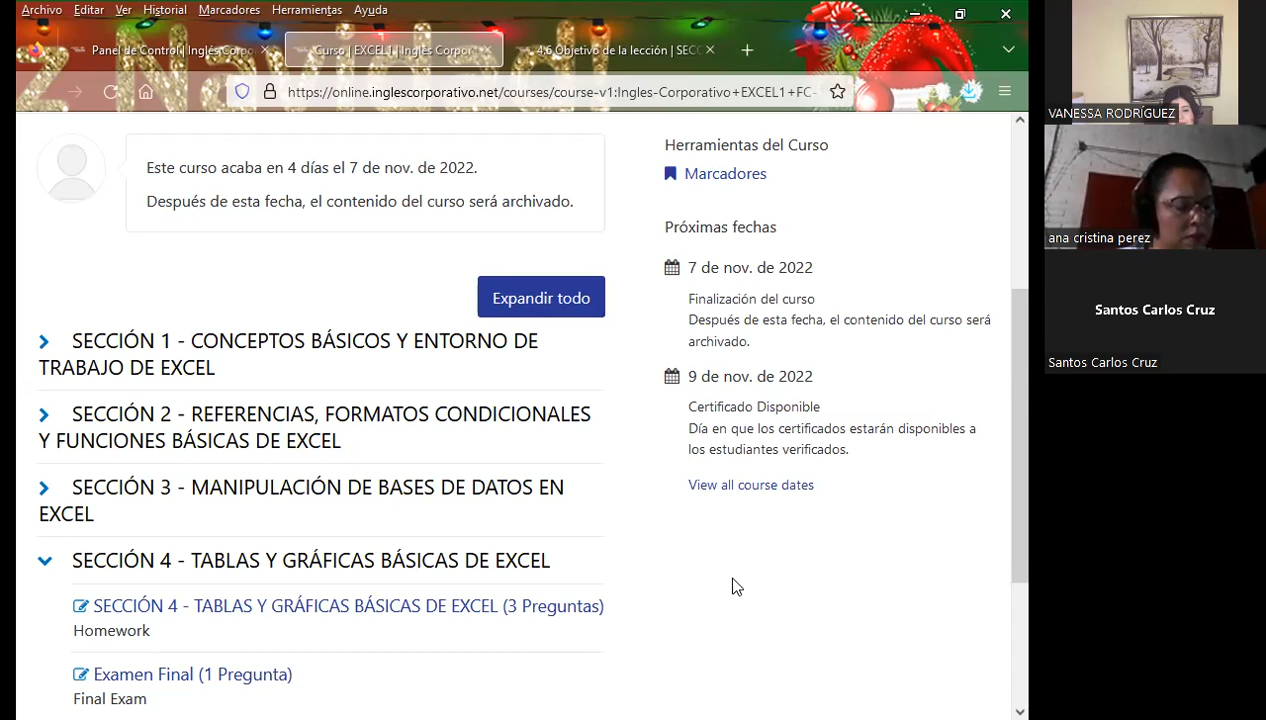 Archivo Editar Ver Historial Marcadores Herramientas Ayuda
Panel de Control | Inglés Corpo
Curso | EXCEL1 | Inglés Corpor
4.6 Objetivo de la lección | SECC
https://online.inglescorporativo.net/courses/course-v1:Ingles-Corporativo+EXCEL1+FC-
Este curso acaba en 4 días el 7 de nov. de 2022.
Después de esta fecha, el contenido del curso será archivado.
Expandir todo
SECCIÓN 1 - CONCEPTOS BÁSICOS Y ENTORNO DE
TRABAJO DE EXCEL
SECCIÓN 2 - REFERENCIAS, FORMATOS CONDICIONALES
Y FUNCIONES BÁSICAS DE EXCEL
SECCIÓN 3 - MANIPULACIÓN DE BASES DE DATOS EN
EXCEL
SECCIÓN 4 - TABLAS Y GRÁFICAS BÁSICAS DE EXCEL
SECCIÓN 4 - TABLAS Y GRÁFICAS BÁSICAS DE EXCEL (3 Preguntas)
Homework
Examen Final (1 Pregunta)
Final Exam
Herramientas del Curso
Marcadores
Próximas fechas
7 de nov. de 2022
Finalización del curso
Después de esta fecha, el contenido del curso será
archivado.
9 de nov. de 2022
Certificado Disponible
Día en que los certificados estarán disponibles a
los estudiantes verificados.
View all course dates
VANESSA RODRÍGUEZ
ana cristina perez
Santos Carlos Cruz
Santos Carlos Cruz